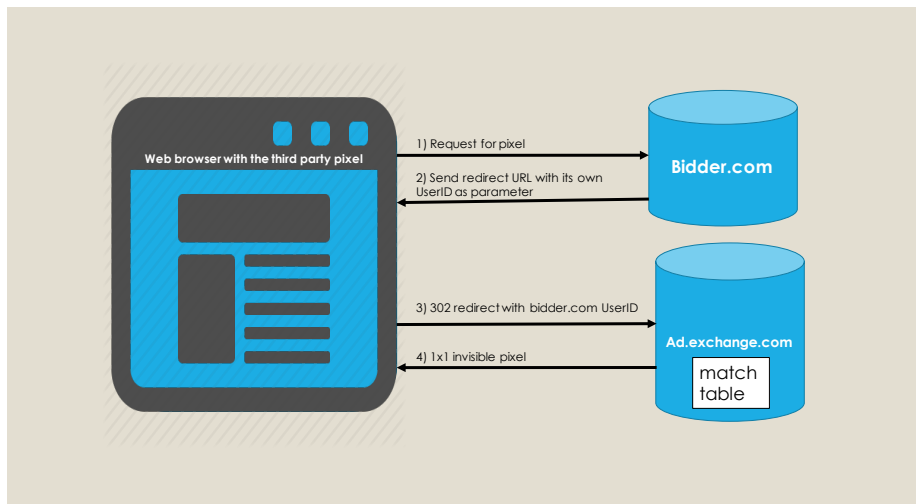 1) Request for pixel
Web browser with the third party pixel
Bidder.com
2) Send redirect URL with its own
UserID as parameter
3) 302 redirect with bidder.com UserID
Ad.exchange.com
4) 1x1 invisible pixel
match
table